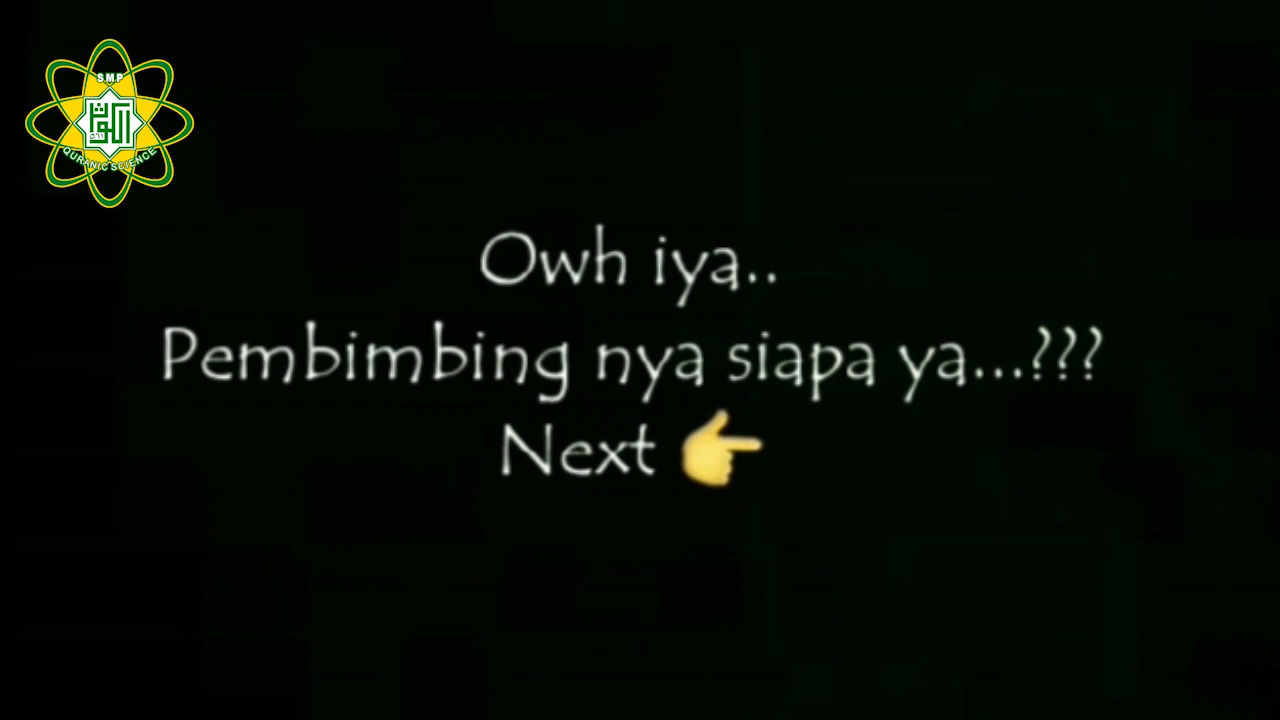 SMP
QURANIC SCIENCE
Owh iya..
Pembimbing nya siapa ya...???
Next 👉